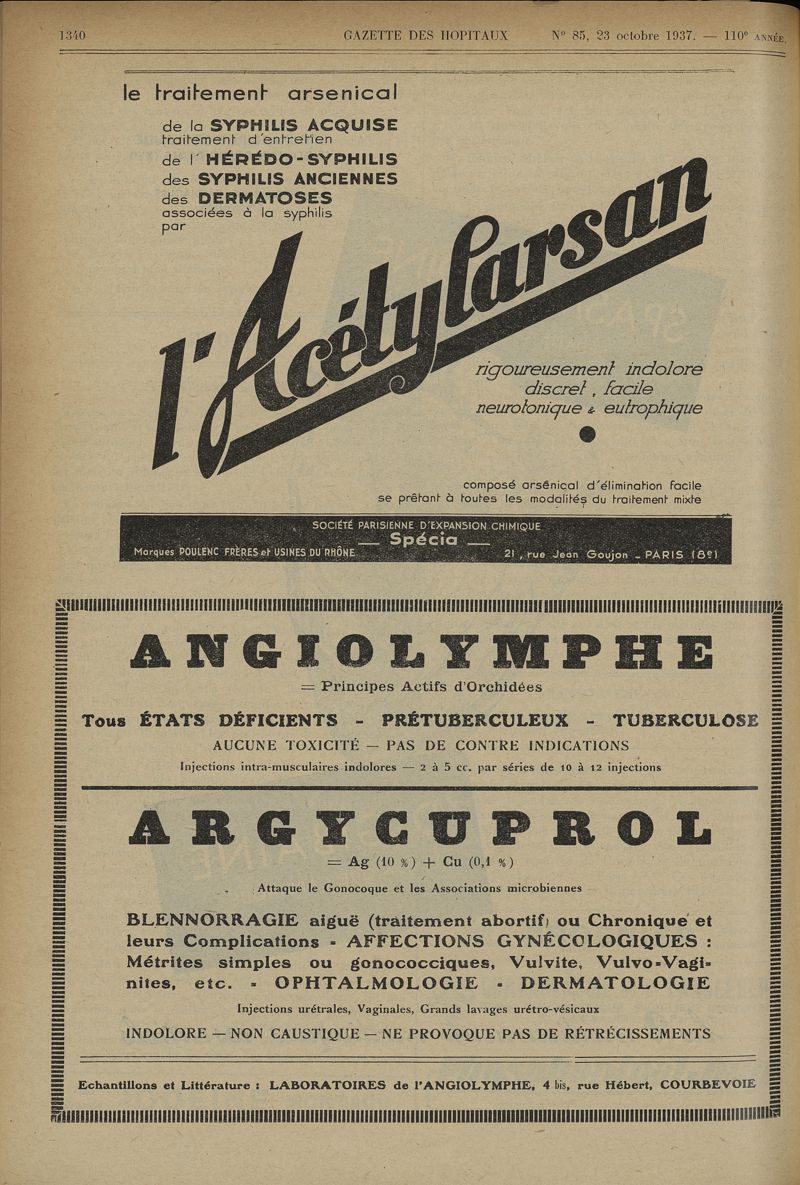 1340 GAZETTE DES HOPITAUX N° 85, 23 octobre 1937. — 110e ANNÉE.
le traitement arsenical
de la SYPHILIS ACQUISE
traitement d'entretien
de l'HÉRÉDO-SYPHILIS
des SYPHILIS ANCIENNES
des DERMATOSES
associées à la syphilis
par
l'Acétylarsan
rigoureusement indolore
discret, facile
neurotonique & eutrophique
composé arsénical d'élimination facile
se prêtant à toutes les modalités du traitement mixte
SOCIÉTÉ PARISIENNE D'EXPANSION CHIMIQUE
— Spécia —
Marques POULENC FRÈRES et USINES DU RHÔNE 21, rue Jean Goujon - PARIS (8e)
ANGIOLYMPHE
= Principes Actifs d'Orchidées
Tous ÉTATS DÉFICIENTS - PRÉTUBERCULEUX - TUBERCULOSE
AUCUNE TOXICITÉ — PAS DE CONTRE INDICATIONS
Injections intra-musculaires indolores — 2 à 5 cc. par séries de 10 à 12 injections
ARGYCUPROL
= Ag (10 %) + Cu (0,1 %)
Attaque le Gonocoque et les Associations microbiennes
BLENNORRAGIE aiguë (traitement abortif) ou Chronique et
leurs Complications - AFFECTIONS GYNÉCOLOGIQUES :
Métrites simples ou gonococciques, Vulvite, Vulvo-Vagi-
nites, etc. - OPHTALMOLOGIE - DERMATOLOGIE
Injections urétrales, Vaginales, Grands lavages urétro-vésicaux
INDOLORE — NON CAUSTIQUE — NE PROVOQUE PAS DE RÉTRÉCISSEMENTS
Echantillons et Littérature : LABORATOIRES de l'ANGIOLYMPHE, 4 bis, rue Hébert, COURBEVOIE